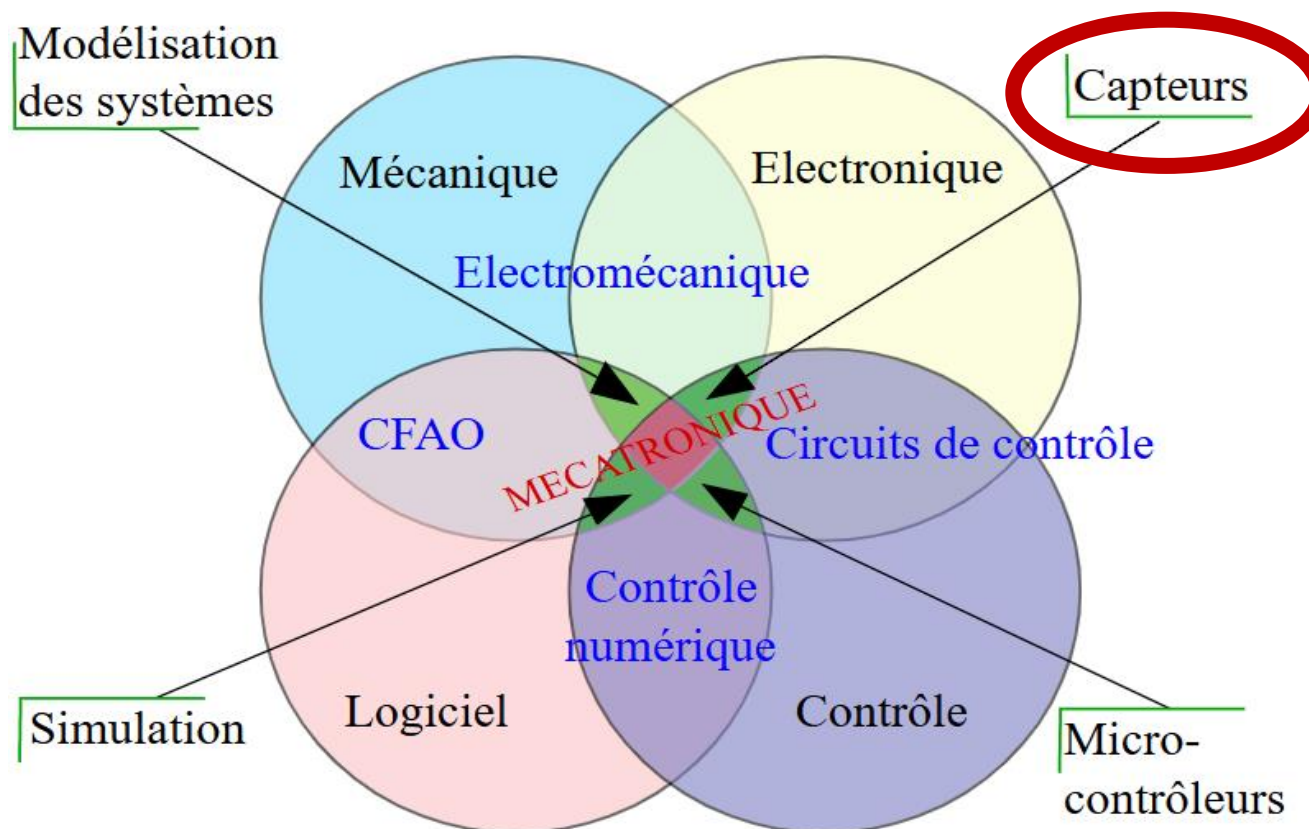 Modélisation
des systèmes
Capteurs
Mécanique
Electronique
Electromécanique
CFAO
MECATRONIQUE
Circuits de contrôle
Contrôle
numérique
Logiciel
Contrôle
Simulation
Micro-
contrôleurs